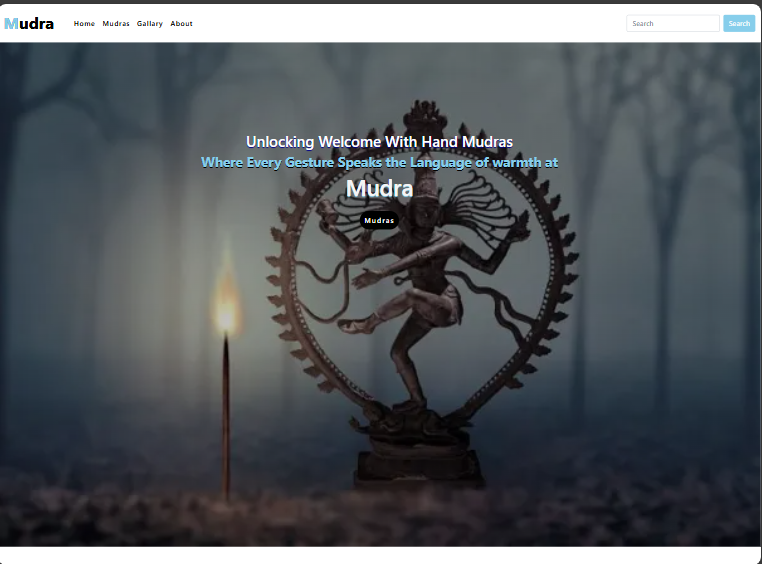 Mudra
Home Mudras Gallary About
Search Search
Unlocking Welcome With Hand Mudras
Where Every Gesture Speaks the Language of warmth at
Mudra
Mudras